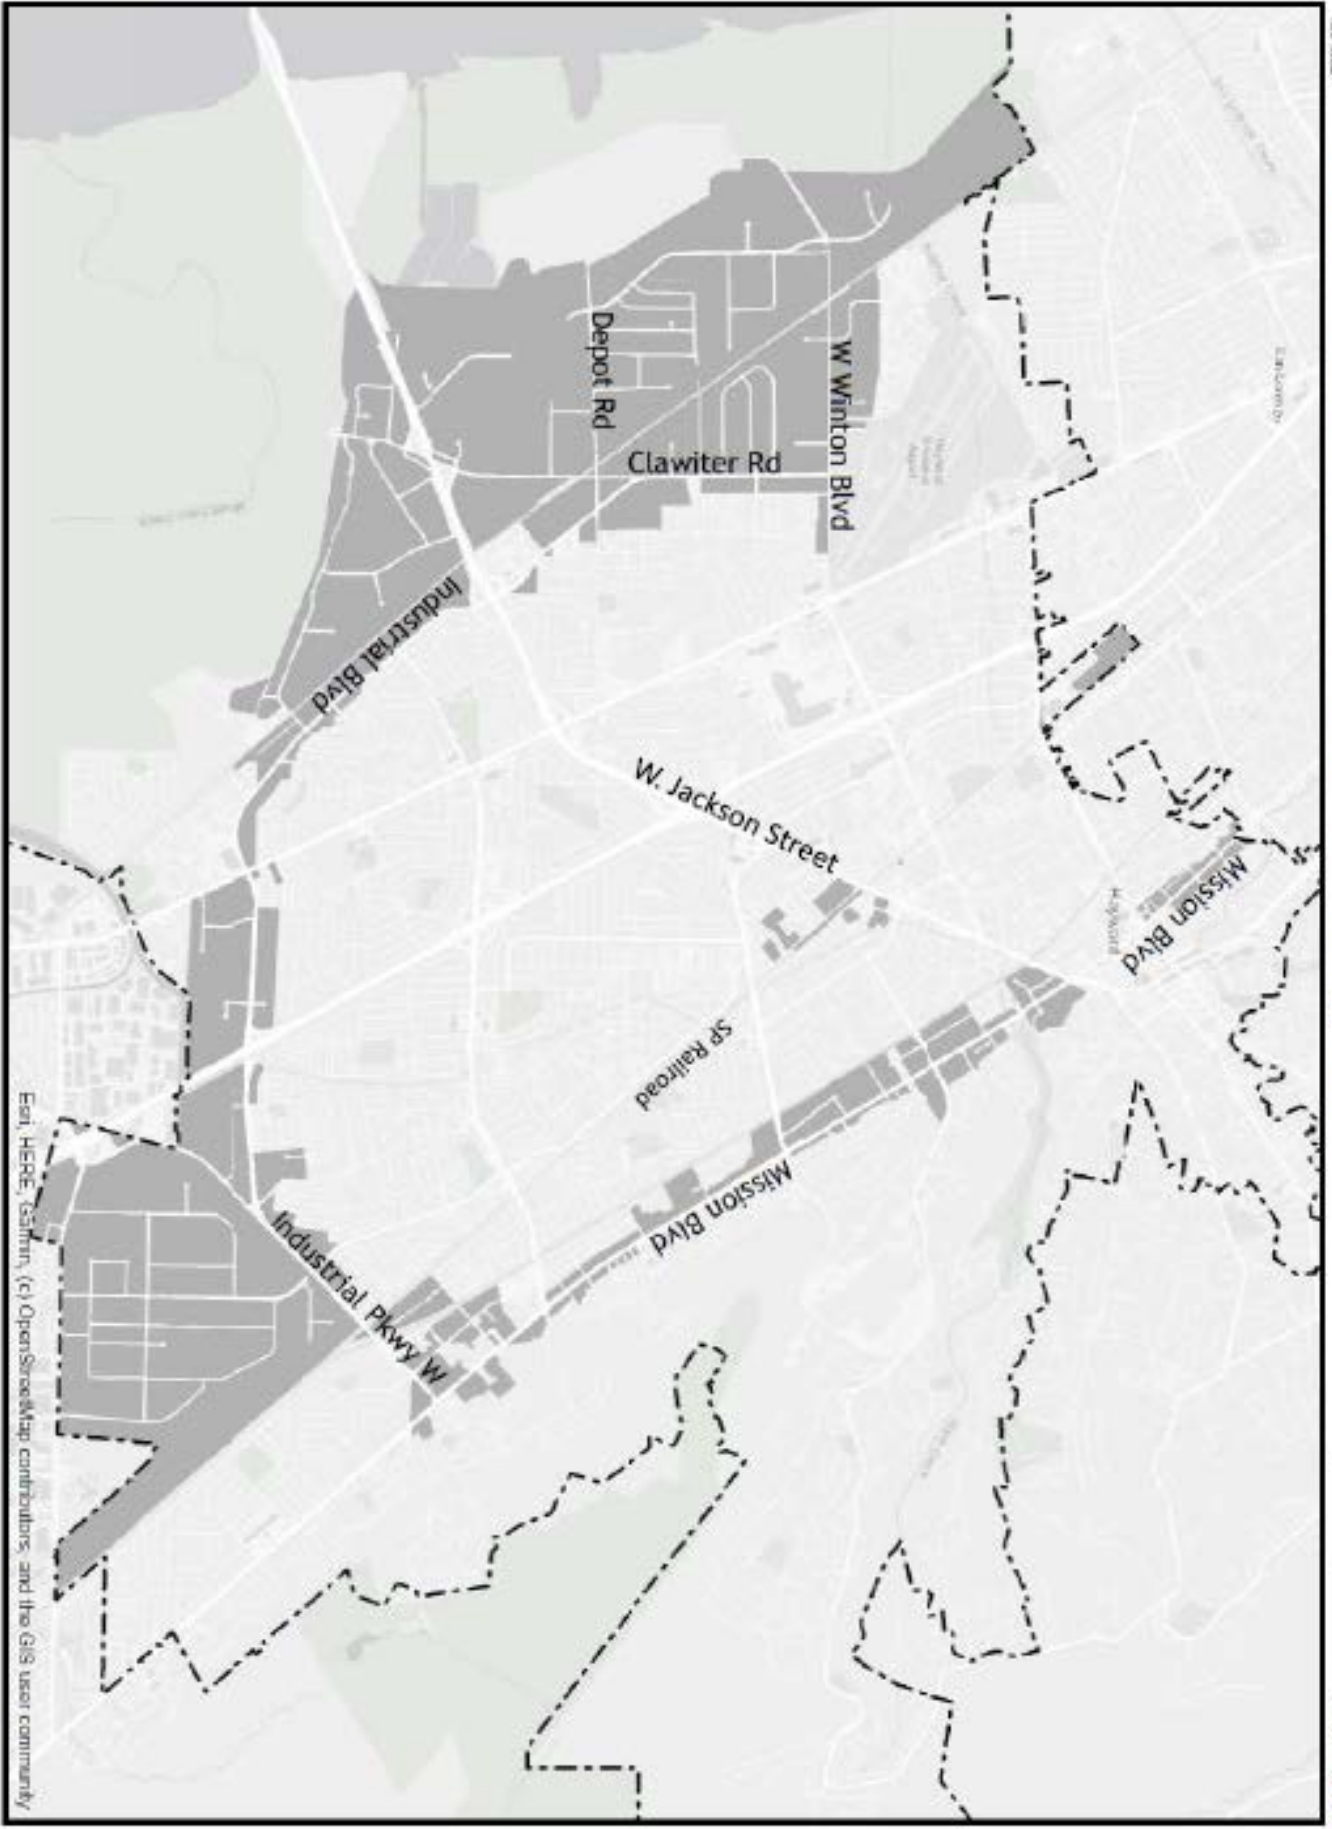 Depot Rd
W Winton Blvd
Clawiter Rd
Industrial Blvd
W. Jackson Street
Mission Blvd
Hayward
SP Railroad
Mission Blvd
Industrial Pkwy W
Esri, HERE, Garmin, (c) OpenStreetMap contributors, and the GIS user community